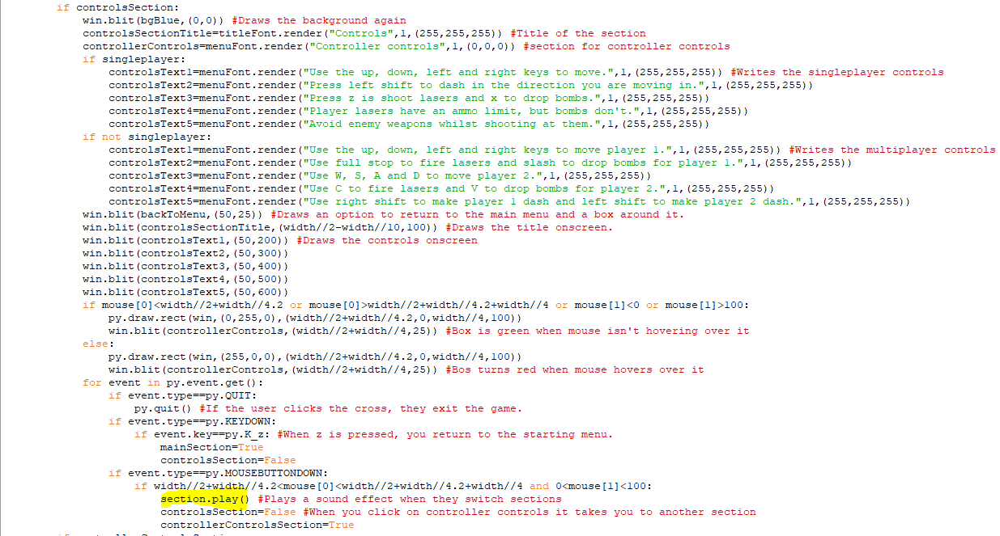 if controlsSection:
win.blit(bgBlue,(0,0)) #Draws the background again
controlsSectionTitle=titleFont.render("Controls",1,(255,255,255)) #Title of the section
controllerControls=menuFont.render("Controller controls",1,(0,0,0)) #section for controller controls
if singleplayer:
controlsText1=menuFont.render("Use the up, down, left and right keys to move.",1,(255,255,255)) #Writes the singleplayer controls
controlsText2=menuFont.render("Press left shift to dash in the direction you are moving in.",1,(255,255,255))
controlsText3=menuFont.render("Press z is shoot lasers and x to drop bombs.",1,(255,255,255))
controlsText4=menuFont.render("Player lasers have an ammo limit, but bombs don't.",1,(255,255,255))
controlsText5=menuFont.render("Avoid enemy weapons whilst shooting at them.",1,(255,255,255))
if not singleplayer:
controlsText1=menuFont.render("Use the up, down, left and right keys to move player 1.",1,(255,255,255)) #Writes the multiplayer controls
controlsText2=menuFont.render("Use full stop to fire lasers and slash to drop bombs for player 1.",1,(255,255,255))
controlsText3=menuFont.render("Use W, S, A and D to move player 2.",1,(255,255,255))
controlsText4=menuFont.render("Use C to fire lasers and V to drop bombs for player 2.",1,(255,255,255))
controlsText5=menuFont.render("Use right shift to make player 1 dash and left shift to make player 2 dash.",1,(255,255,255))
win.blit(backToMenu,(50,25)) #Draws an option to return to the main menu and a box around it.
win.blit(controlsSectionTitle,(width//2-width//10,100)) #Draws the title onscreen.
win.blit(controlsText1,(50,200)) #Draws the controls onscreen
win.blit(controlsText2,(50,300))
win.blit(controlsText3,(50,400))
win.blit(controlsText4,(50,500))
win.blit(controlsText5,(50,600))
if mouse[0]<width//2+width//4.2 or mouse[0]>width//2+width//4.2+width//4 or mouse[1]<0 or mouse[1]>100:
py.draw.rect(win,(0,255,0),(width//2+width//4.2,0,width//4,100))
win.blit(controllerControls,(width//2+width//4,25)) #Box is green when mouse isn't hovering over it
else:
py.draw.rect(win,(255,0,0),(width//2+width//4.2,0,width//4,100))
win.blit(controllerControls,(width//2+width//4,25)) #Bos turns red when mouse hovers over it
for event in py.event.get():
if event.type==py.QUIT:
py.quit() #If the user clicks the cross, they exit the game.
if event.type==py.KEYDOWN:
if event.key==py.K_z: #When z is pressed, you return to the starting menu.
mainSection=True
controlsSection=False
if event.type==py.MOUSEBUTTONDOWN:
if width//2+width//4.2<mouse[0]<width//2+width//4.2+width//4 and 0<mouse[1]<100:
section.play() #Plays a sound effect when they switch sections
controlsSection=False #When you click on controller controls it takes you to another section
controllerControlsSection=True